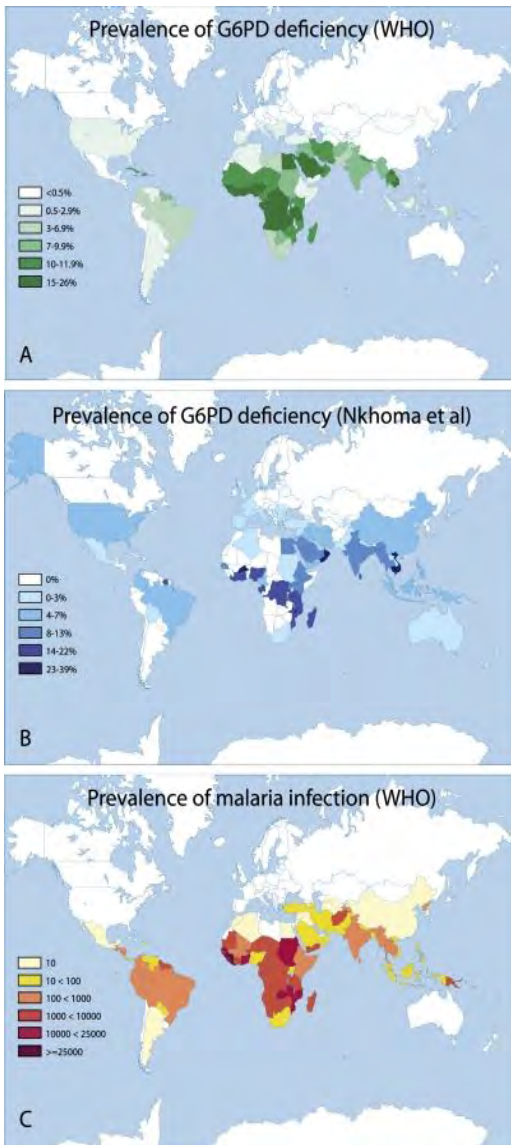 Prevalence of G6PD deficiency (WHO)
<0.5%
0.5-2.9%
3-6.9%
7-9.9%
10-11.9%
15-26%
A
Prevalence of G6PD deficiency (Nkhoma et al)
0%
0-3%
4-7%
8-13%
14-22%
23-39%
B
Prevalence of malaria infection (WHO)
10
10 < 100
100 < 1000
1000 < 10000
10000 < 25000
>=25000
C